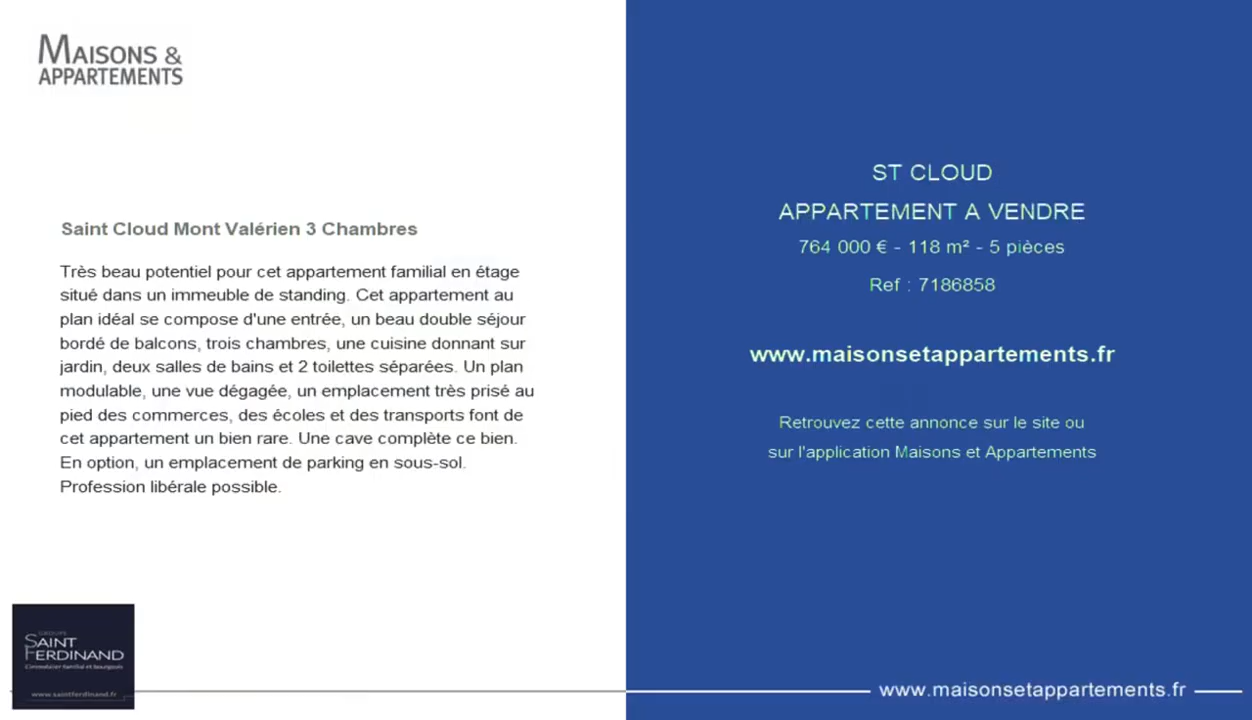 MAISONS &
APPARTEMENTS
Saint Cloud Mont Valérien 3 Chambres
Très beau potentiel pour cet appartement familial en étage
situé dans un immeuble de standing. Cet appartement au
plan idéal se compose d'une entrée, un beau double séjour
bordé de balcons, trois chambres, une cuisine donnant sur
jardin, deux salles de bains et 2 toilettes séparées. Un plan
modulable, une vue dégagée, un emplacement très prisé au
pied des commerces, des écoles et des transports font de
cet appartement un bien rare. Une cave complète ce bien.
En option, un emplacement de parking en sous-sol.
Profession libérale possible.
GROUPE
SAINT
FERDINAND
L'immobilier familial et bourgeois
www.saintferdinand.fr
ST CLOUD
APPARTEMENT A VENDRE
764 000 € - 118 m² - 5 pièces
Ref : 7186858
www.maisonsetappartements.fr
Retrouvez cette annonce sur le site ou
sur l'application Maisons et Appartements
www.maisonsetappartements.fr